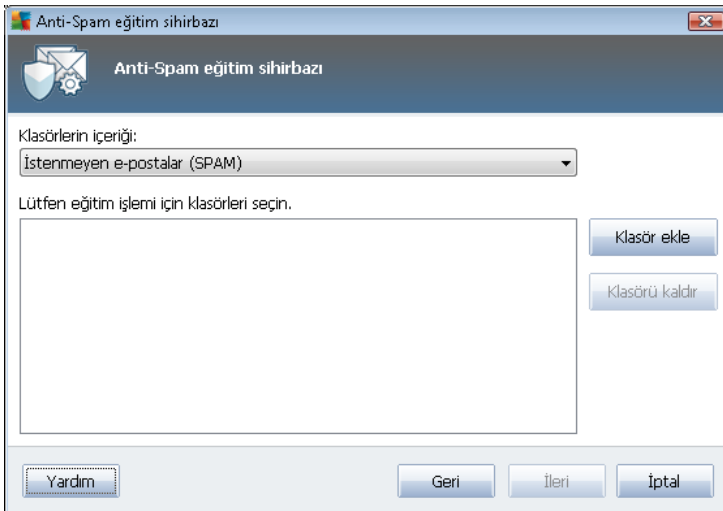 Anti-Spam eğitim sihirbazı
Anti-Spam eğitim sihirbazı
Klasörlerin içeriği:
İstenmeyen e-postalar (SPAM)
Lütfen eğitim işlemi için klasörleri seçin.
Klasör ekle
Klasörü kaldır
Yardım
Geri
İleri
İptal